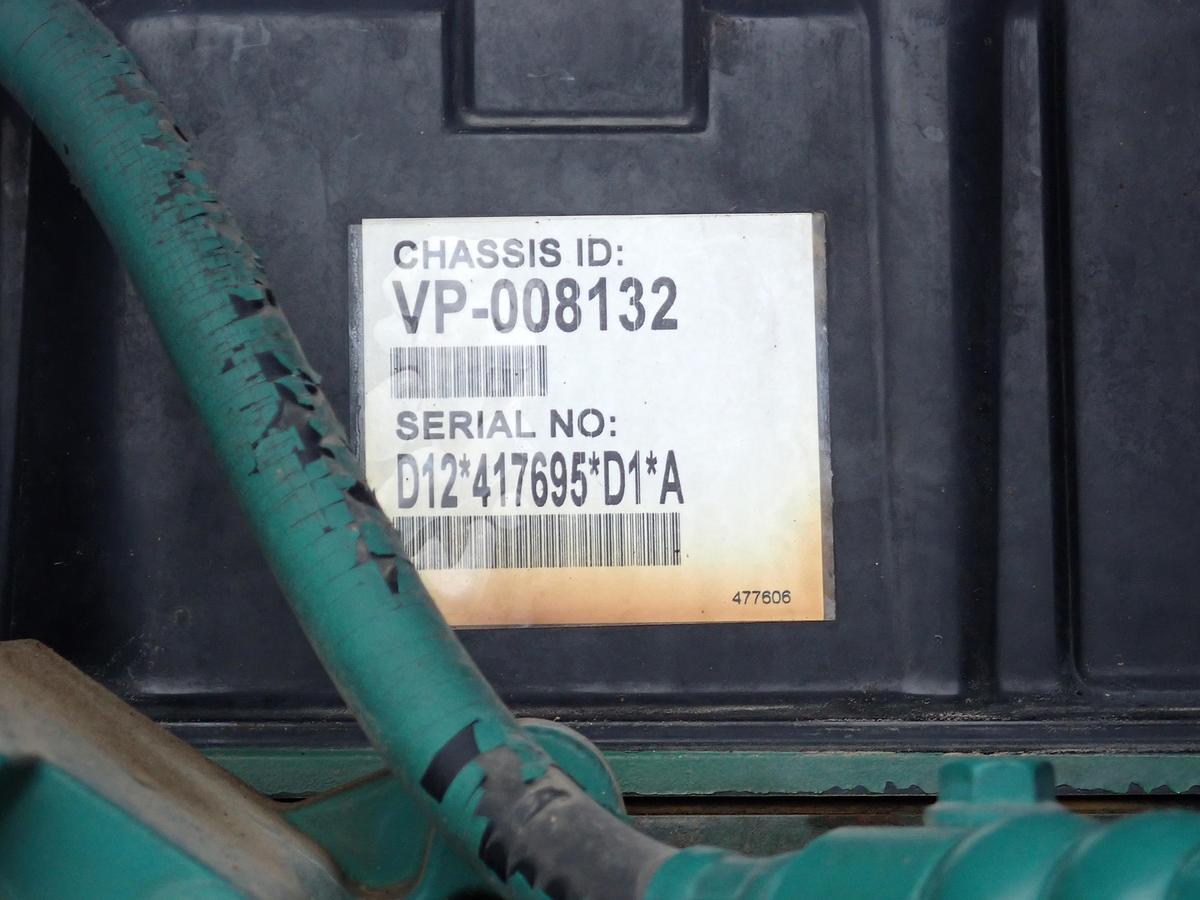 CHASSIS ID:
VP-008132
SERIAL NO:
D12*417695*D1*A
477606